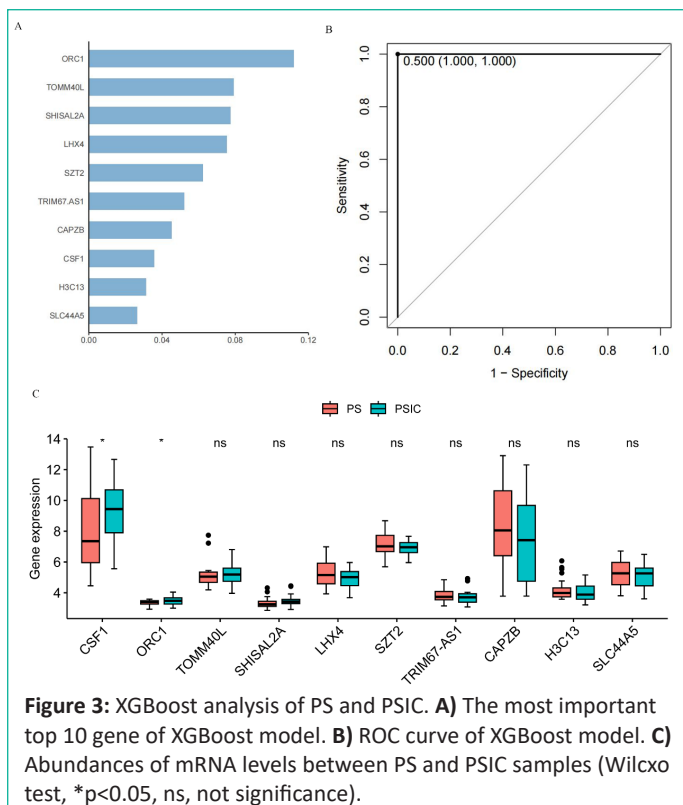 A
ORC1
TOMM40L
SHISAL2A
LHX4
SZT2
TRIM67.AS1
CAPZB
CSF1
H3C13
SLC44A5
0.00 0.04 0.08 0.12
B
0.500 (1.000, 1.000)
Sensitivity
1.0
0.8
0.6
0.4
0.2
0.0
0.0 0.2 0.4 0.6 0.8 1.0
1 − Specificity
C
PS PSIC
* * ns ns ns ns ns ns ns ns
Gene expression
14
12
10
8
6
4
CSF1 ORC1 TOMM40L SHISAL2A LHX4 SZT2 TRIM67-AS1 CAPZB H3C13 SLC44A5
Figure 3: XGBoost analysis of PS and PSIC. A) The most important
top 10 gene of XGBoost model. B) ROC curve of XGBoost model. C)
Abundances of mRNA levels between PS and PSIC samples (Wilcxo
test, *p<0.05, ns, not significance).